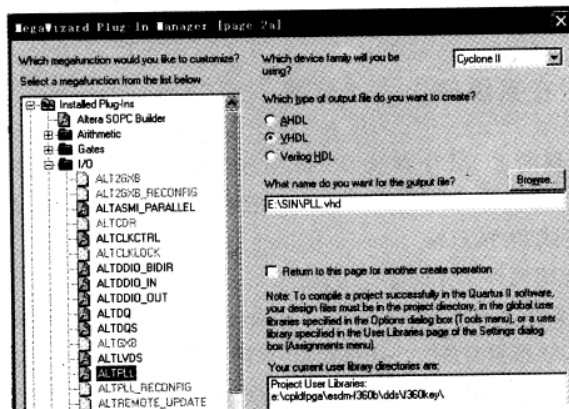 MegaWizard Plug-In Manager [page 2a]
Which megafunction would you like to customize?
Select a megafunction from the list below
Installed Plug-Ins
Altera SOPC Builder
Arithmetic
Gates
I/O
ALT2GXB
ALT2GXB_RECONFIG
ALTASMI_PARALLEL
ALTCDR
ALTCLKCTRL
ALTCLKLOCK
ALTDDIO_BIDIR
ALTDDIO_IN
ALTDDIO_OUT
ALTDQ
ALTDQS
ALTGXB
ALTLVDS
ALTPLL
ALTPLL_RECONFIG
ALTREMOTE_UPDATE
Which device family will you be
using?
Cyclone II
Which type of output file do you want to create?
AHDL
VHDL
Verilog HDL
What name do you want for the output file?
Browse...
E:\SIN\PLL.vhd
Return to this page for another create operation
Note: To compile a project successfully in the Quartus II software,
your design files must be in the project directory, in the global user
libraries specified in the Options dialog box (Tools menu), or a user
library specified in the User Libraries page of the Settings dialog
box (Assignments menu).
Your current user library directories are:
Project User Libraries: